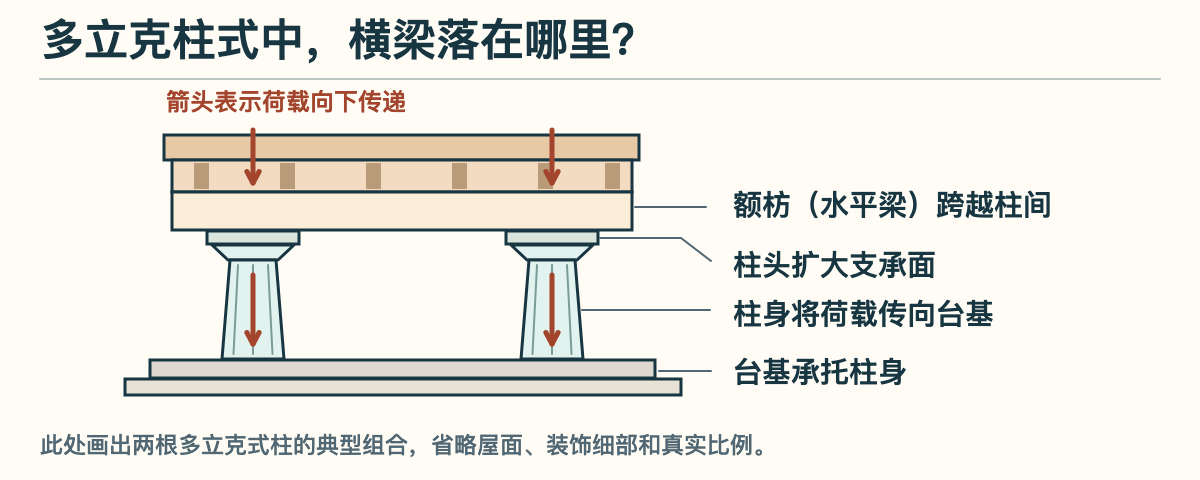 多立克柱式中，横梁落在哪里？
箭头表示荷载向下传递
额枋（水平梁）跨越柱间
柱头扩大支承面
柱身将荷载传向台基
台基承托柱身
此处画出两根多立克式柱的典型组合，省略屋面、装饰细部和真实比例。